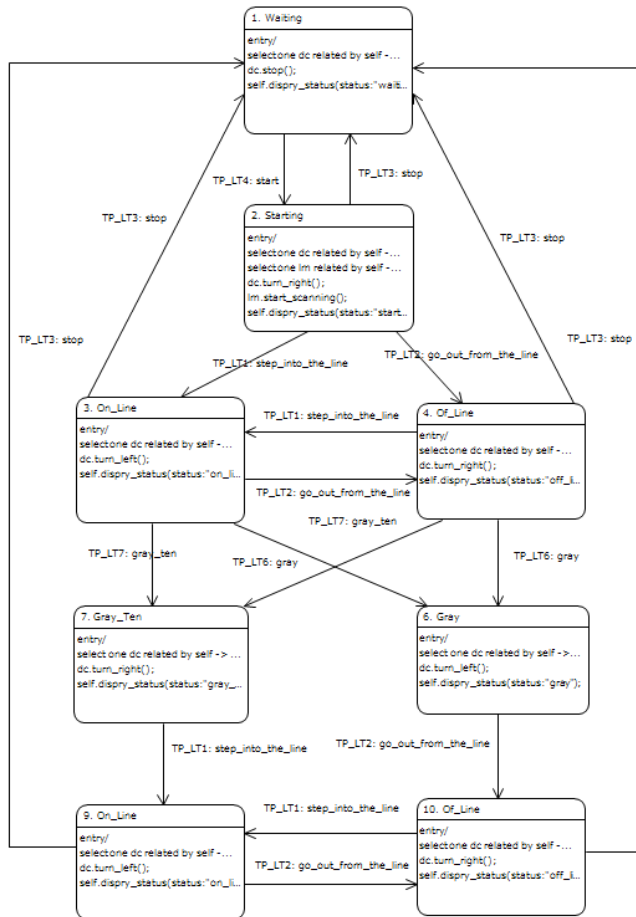 1. Waiting
entry/
selectone dc related by self -...
dc.stop();
self.dispry_status(status:"waiti...
TP_LT4: start
TP_LT3: stop
TP_LT3: stop
TP_LT3: stop
2. Starting
entry/
selectone dc related by self -...
selectone lm related by self -...
dc.turn_right();
lm.start_scanning();
self.dispry_status(status:"start...
TP_LT3: stop
TP_LT3: stop
TP_LT1: step_into_the_line
TP_LT2: go_out_from_the_line
3. On_Line
entry/
selectone dc related by self -...
dc.turn_left();
self.dispry_status(status:"on_li...
TP_LT1: step_into_the_line
TP_LT2: go_out_from_the_line
4. Of_Line
entry/
selectone dc related by self -...
dc.turn_right();
self.dispry_status(status:"off_li...
TP_LT7: gray_ten
TP_LT7: gray_ten
TP_LT6: gray
TP_LT6: gray
7. Gray_Ten
entry/
select one dc related by self -> ...
dc.turn_right();
self.dispry_status(status:"gray_...
6. Gray
entry/
select one dc related by self ->...
dc.turn_left();
self.dispry_status(status:"gray");
TP_LT1: step_into_the_line
TP_LT2: go_out_from_the_line
9. On_Line
entry/
selectone dc related by self -...
dc.turn_left();
self.dispry_status(status:"on_li...
TP_LT1: step_into_the_line
TP_LT2: go_out_from_the_line
10. Of_Line
entry/
selectone dc related by self -...
dc.turn_right();
self.dispry_status(status:"off_li...